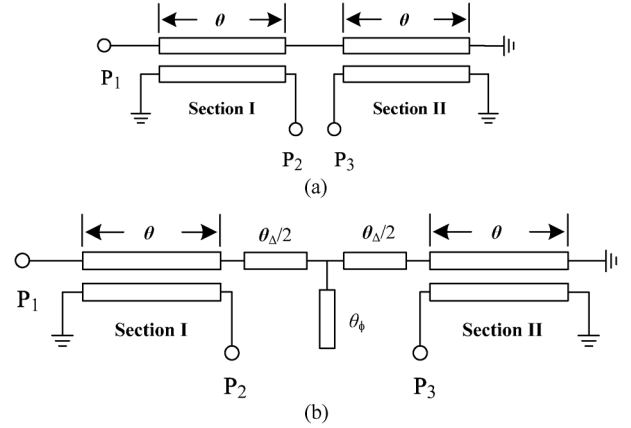 θ θ
P1
Section I Section II
P2 P3
(a)
θ θΔ/2 θΔ/2 θ
P1
Section I θϕ Section II
P2 P3
(b)